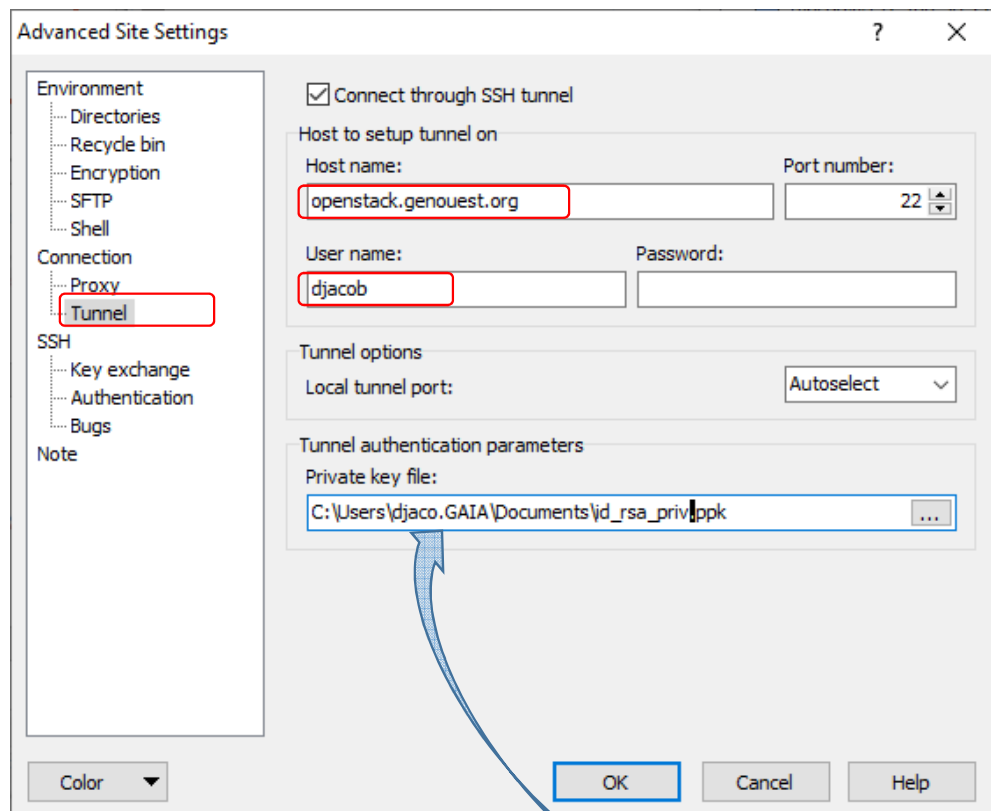 Advanced Site Settings ?
Environment
Directories
Recycle bin
Encryption
SFTP
Shell
Connection
Proxy
Tunnel
SSH
Key exchange
Authentication
Bugs
Note
Connect through SSH tunnel
Host to setup tunnel on
Host name: Port number:
openstack.genouest.org 22
User name: Password:
djacob
Tunnel options
Local tunnel port: Autoselect
Tunnel authentication parameters
Private key file:
C:\Users\djaco.GAIA\Documents\id_rsa_priv.ppk ...
Color OK Cancel Help